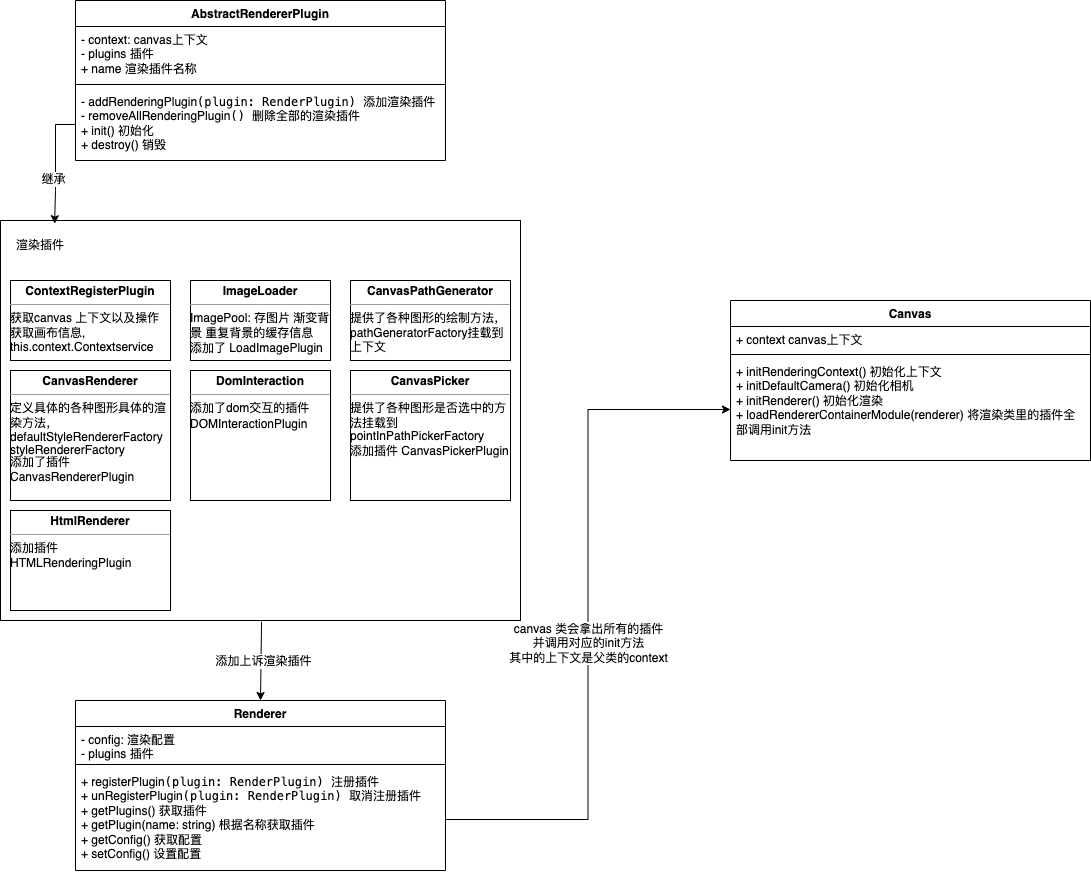 AbstractRendererPlugin
- context: canvas上下文
- plugins 插件
+ name 渲染插件名称
- addRenderingPlugin(plugin: RenderPlugin) 添加渲染插件
- removeAllRenderingPlugin() 删除全部的渲染插件
+ init() 初始化
+ destroy() 销毁
继承
渲染插件
ContextRegisterPlugin
获取canvas 上下文以及操作
获取画布信息,
this.context.Contextservice
ImageLoader
ImagePool: 存图片 渐变背
景 重复背景的缓存信息
添加了 LoadImagePlugin
CanvasPathGenerator
提供了各种图形的绘制方法,
pathGeneratorFactory挂载到
上下文
CanvasRenderer
定义具体的各种图形具体的渲
染方法,
defaultStyleRendererFactory
styleRendererFactory
添加了插件
CanvasRendererPlugin
DomInteraction
添加了dom交互的插件
DOMInteractionPlugin
CanvasPicker
提供了各种图形是否选中的方
法挂载到
pointInPathPickerFactory
添加插件 CanvasPickerPlugin
HtmlRenderer
添加插件
HTMLRenderingPlugin
添加上诉渲染插件
Renderer
- config: 渲染配置
- plugins 插件
+ registerPlugin(plugin: RenderPlugin) 注册插件
+ unRegisterPlugin(plugin: RenderPlugin) 取消注册插件
+ getPlugins() 获取插件
+ getPlugin(name: string) 根据名称获取插件
+ getConfig() 获取配置
+ setConfig() 设置配置
canvas 类会拿出所有的插件
并调用对应的init方法
其中的上下文是父类的context
Canvas
+ context canvas上下文
+ initRenderingContext() 初始化上下文
+ initDefaultCamera() 初始化相机
+ initRenderer() 初始化渲染
+ loadRendererContainerModule(renderer) 将渲染类里的插件全
部调用init方法